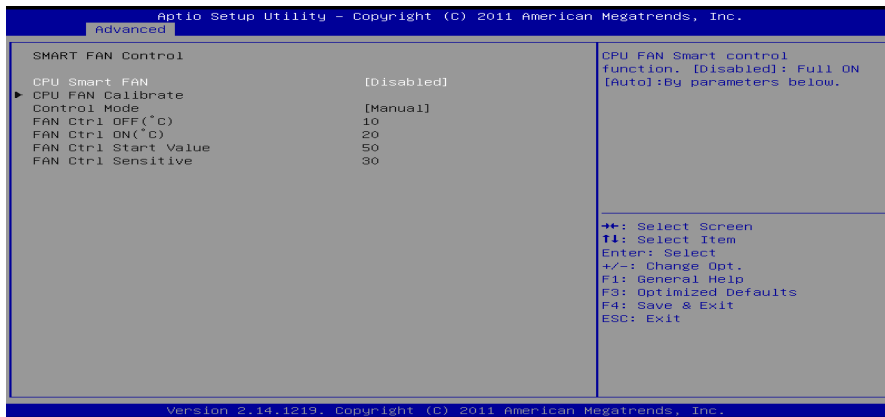 Aptio Setup Utility – Copyright (C) 2011 American Megatrends, Inc.
Advanced
SMART FAN Control
CPU Smart FAN [Disabled]
► CPU FAN Calibrate
Control Mode [Manual]
FAN Ctrl OFF(°C) 10
FAN Ctrl ON(°C) 20
FAN Ctrl Start Value 50
FAN Ctrl Sensitive 30
CPU FAN Smart control
function. [Disabled]: Full ON
[Auto]:By parameters below.
→←: Select Screen
↑↓: Select Item
Enter: Select
+/-: Change Opt.
F1: General Help
F3: Optimized Defaults
F4: Save & Exit
ESC: Exit
Version 2.14.1219. Copyright (C) 2011 American Megatrends, Inc.